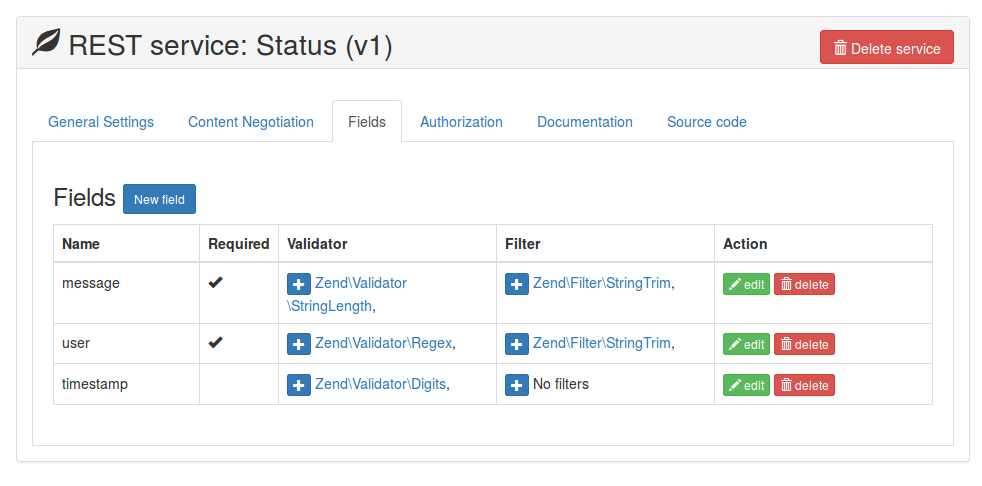 REST service: Status (v1)
Delete service
General Settings Content Negotiation Fields Authorization Documentation Source code
Fields New field
Name Required Validator Filter Action
message Zend\Validator Zend\Filter\StringTrim, edit delete
\StringLength,
user Zend\Validator\Regex, Zend\Filter\StringTrim, edit delete
timestamp Zend\Validator\Digits, No filters edit delete